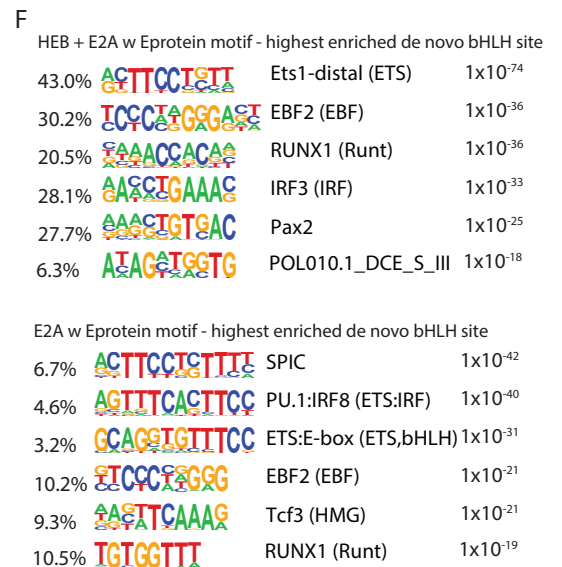 F
HEB + E2A w Eprotein motif - highest enriched de novo bHLH site
43.0% Ets1-distal (ETS) 1x10-74
30.2% EBF2 (EBF) 1x10-36
20.5% RUNX1 (Runt) 1x10-36
28.1% IRF3 (IRF) 1x10-33
27.7% Pax2 1x10-25
6.3% POL010.1_DCE_S_III 1x10-18
E2A w Eprotein motif - highest enriched de novo bHLH site
6.7% SPIC 1x10-42
4.6% PU.1:IRF8 (ETS:IRF) 1x10-40
3.2% ETS:E-box (ETS,bHLH) 1x10-31
10.2% EBF2 (EBF) 1x10-21
9.3% Tcf3 (HMG) 1x10-21
10.5% TGTGGTTT RUNX1 (Runt) 1x10-19